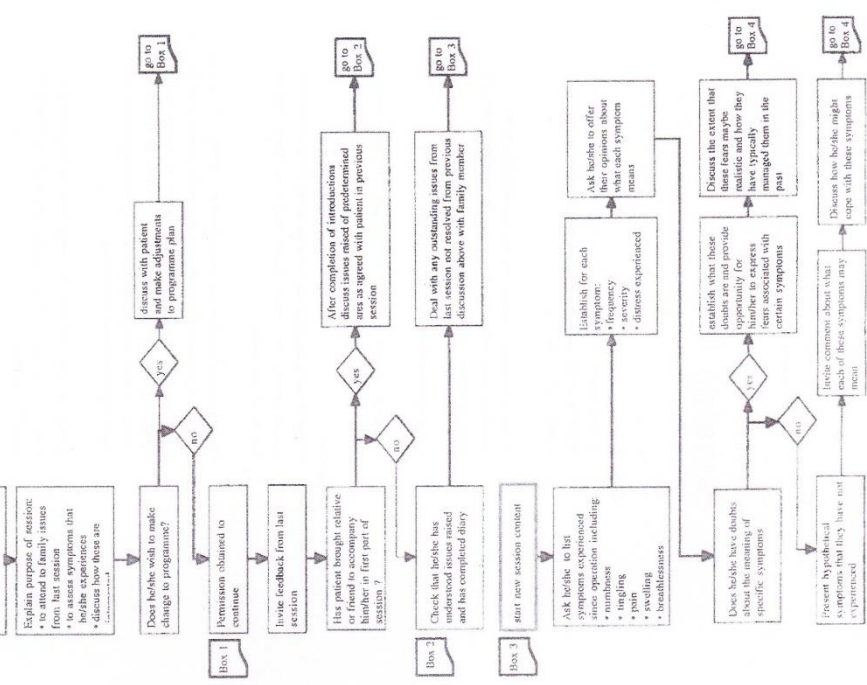 Explain purpose of session:
* to attend to family issues
from last session
* to assess symptoms that
he/she experiences
* discuss how these are
Does he/she wish to make
change to programme?
yes
discuss with patient
and make adjustments
to programme plan
go to
Box 1
no
Box 1
Permission obtained to
continue
Invite feedback from last
session
Has patient brought relative
or friend to accompany
him/her in first part of
session ?
yes
After completion of introductions
discuss issues raised of predetermined
ares as agreed with patient in previous
session
go to
Box 2
no
Box 2
Check that he/she has
understood issues raised
and has completed diary
Deal with any outstanding issues from
last session not resolved from previous
discussion above with family member
go to
Box 3
Box 3
start new session content
Ask he/she to list
symptoms experienced
since operation including:
* numbness
* tingling
* pain
* swelling
* breathlessness
Establish for each
symptom:
* frequency
* severity
* distress experienced
Ask he/she to offer
their opinions about
what each symptom
means
Does he/she have doubts
about the meaning of
specific symptoms
yes
establish what these
doubts are and provide
opportunity for
him/her to express
fears associated with
certain symptoms
Discuss the extent that
these fears maybe
realistic and how they
have typically
managed them in the
past
go to
Box 4
no
Present hypothetical
symptoms that they have not
experienced
Invite comment about what
each of these symptoms may
mean
Discuss how he/she might
cope with these symptoms
go to
Box 4